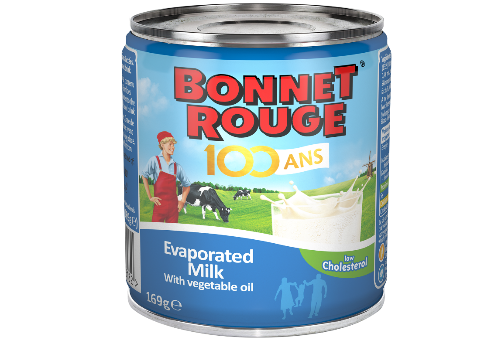 BONNET
ROUGE
100 ANS
Evaporated
Milk
With vegetable oil
low
Cholesterol
169g e